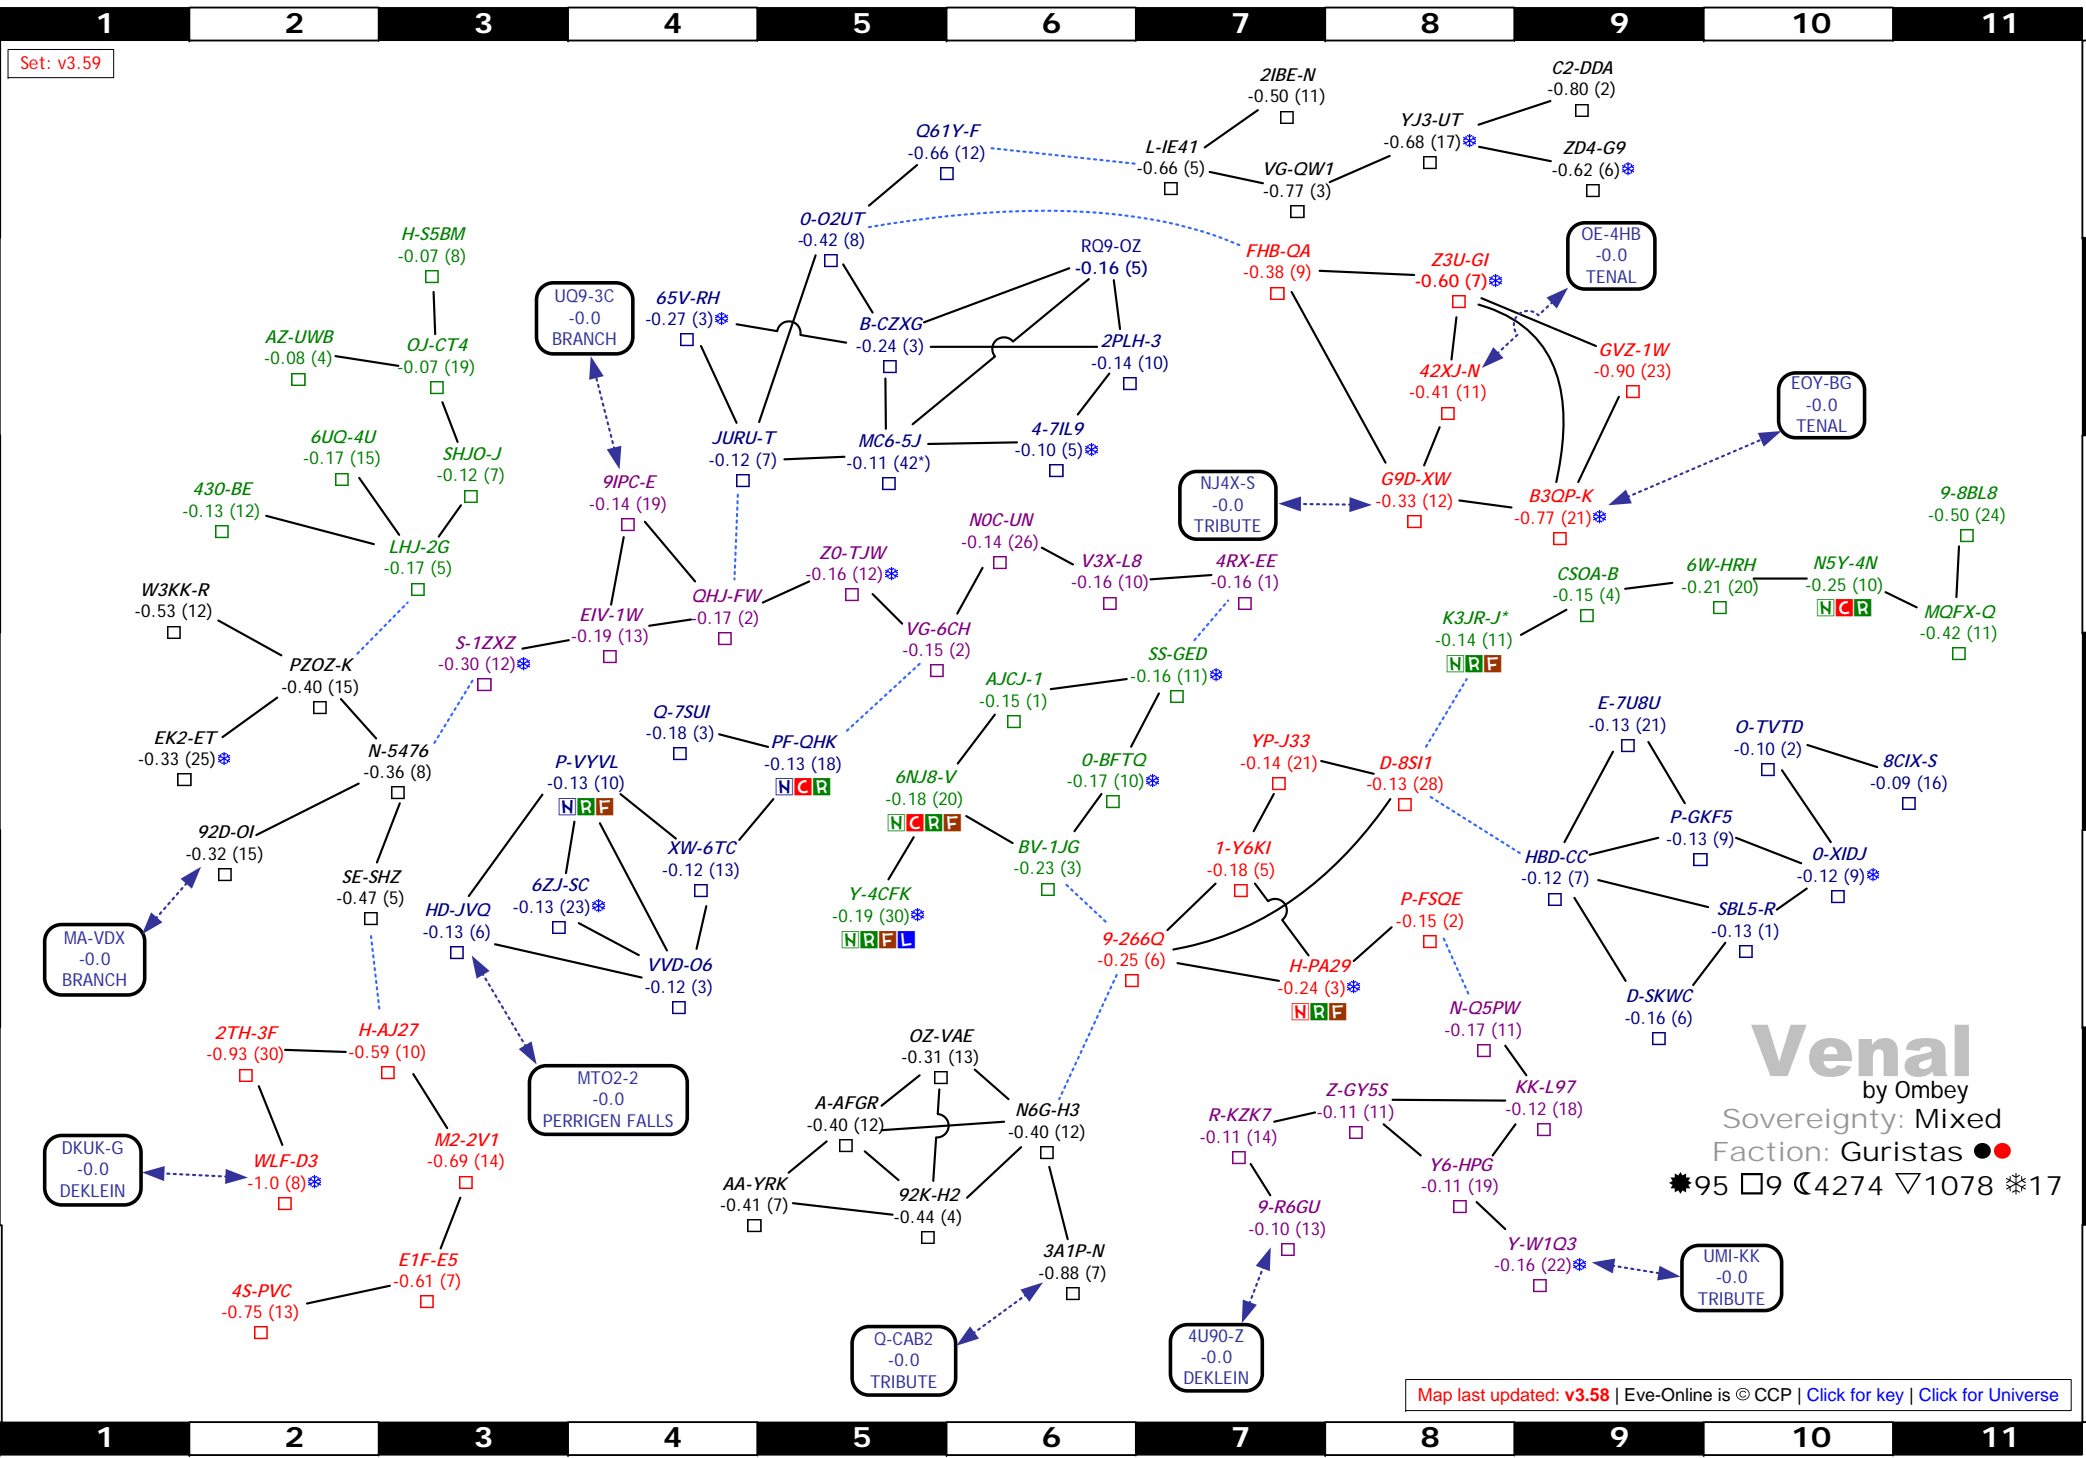 1 2 3 4 5 6 7 8 9 10 11
Set: v3.59
2IBE-N
-0.50 (11)
C2-DDA
-0.80 (2)
YJ3-UT
-0.68 (17)
Q61Y-F
-0.66 (12)
L-IE41
-0.66 (5)
ZD4-G9
-0.62 (6)
VG-QW1
-0.77 (3)
0-O2UT
-0.42 (8)
H-S5BM
-0.07 (8)
RQ9-OZ
-0.16 (5)
FHB-QA
-0.38 (9)
Z3U-GI
-0.60 (7)
OE-4HB
-0.0
TENAL
UQ9-3C
-0.0
BRANCH
65V-RH
-0.27 (3)
B-CZXG
-0.24 (3)
2PLH-3
-0.14 (10)
AZ-UWB
-0.08 (4)
OJ-CT4
-0.07 (19)
GVZ-1W
-0.90 (23)
42XJ-N
-0.41 (11)
EOY-BG
-0.0
TENAL
6UQ-4U
-0.17 (15)
SHJO-J
-0.12 (7)
JURU-T
-0.12 (7)
MC6-5J
-0.11 (42*)
4-7IL9
-0.10 (5)
430-BE
-0.13 (12)
9IPC-E
-0.14 (19)
NJ4X-S
-0.0
TRIBUTE
G9D-XW
-0.33 (12)
B3QP-K
-0.77 (21)
9-8BL8
-0.50 (24)
LHJ-2G
-0.17 (5)
Z0-TJW
-0.16 (12)
N0C-UN
-0.14 (26)
V3X-L8
-0.16 (10)
4RX-EE
-0.16 (1)
CSOA-B
-0.15 (4)
6W-HRH
-0.21 (20)
N5Y-4N
-0.25 (10)
N C R
W3KK-R
-0.53 (12)
EIV-1W
-0.19 (13)
QHJ-FW
-0.17 (2)
VG-6CH
-0.15 (2)
K3JR-J*
-0.14 (11)
N R F
MQFX-Q
-0.42 (11)
S-1ZXZ
-0.30 (12)
PZOZ-K
-0.40 (15)
AJCJ-1
-0.15 (1)
SS-GED
-0.16 (11)
Q-7SUI
-0.18 (3)
PF-QHK
-0.13 (18)
N C R
E-7U8U
-0.13 (21)
O-TVTD
-0.10 (2)
8CIX-S
-0.09 (16)
EK2-ET
-0.33 (25)
N-5476
-0.36 (8)
P-VYVL
-0.13 (10)
N R F
6NJ8-V
-0.18 (20)
N C R F
0-BFTQ
-0.17 (10)
YP-J33
-0.14 (21)
D-8SI1
-0.13 (28)
P-GKF5
-0.13 (9)
92D-OI
-0.32 (15)
XW-6TC
-0.12 (13)
BV-1JG
-0.23 (3)
1-Y6KI
-0.18 (5)
HBD-CC
-0.12 (7)
0-XIDJ
-0.12 (9)
SE-SHZ
-0.47 (5)
6ZJ-SC
-0.13 (23)
Y-4CFK
-0.19 (30)
N R F L
P-FSQE
-0.15 (2)
SBL5-R
-0.13 (1)
HD-JVQ
-0.13 (6)
MA-VDX
-0.0
BRANCH
VVD-O6
-0.12 (3)
9-266Q
-0.25 (6)
H-PA29
-0.24 (3)
N R F
D-SKWC
-0.16 (6)
N-Q5PW
-0.17 (11)
2TH-3F
-0.93 (30)
H-AJ27
-0.59 (10)
MTO2-2
-0.0
PERRIGEN FALLS
OZ-VAE
-0.31 (13)
A-AFGR
-0.40 (12)
N6G-H3
-0.40 (12)
R-KZK7
-0.11 (14)
Z-GY5S
-0.11 (11)
KK-L97
-0.12 (18)
Venal
by Ombey
Sovereignty: Mixed
Faction: Guristas
95 9 4274 1078 17
DKUK-G
-0.0
DEKLEIN
WLF-D3
-1.0 (8)
M2-2V1
-0.69 (14)
AA-YRK
-0.41 (7)
92K-H2
-0.44 (4)
Y6-HPG
-0.11 (19)
9-R6GU
-0.10 (13)
3A1P-N
-0.88 (7)
Y-W1Q3
-0.16 (22)
UMI-KK
-0.0
TRIBUTE
E1F-E5
-0.61 (7)
4S-PVC
-0.75 (13)
Q-CAB2
-0.0
TRIBUTE
4U90-Z
-0.0
DEKLEIN
Map last updated: v3.58 | Eve-Online is © CCP | Click for key | Click for Universe
1 2 3 4 5 6 7 8 9 10 11